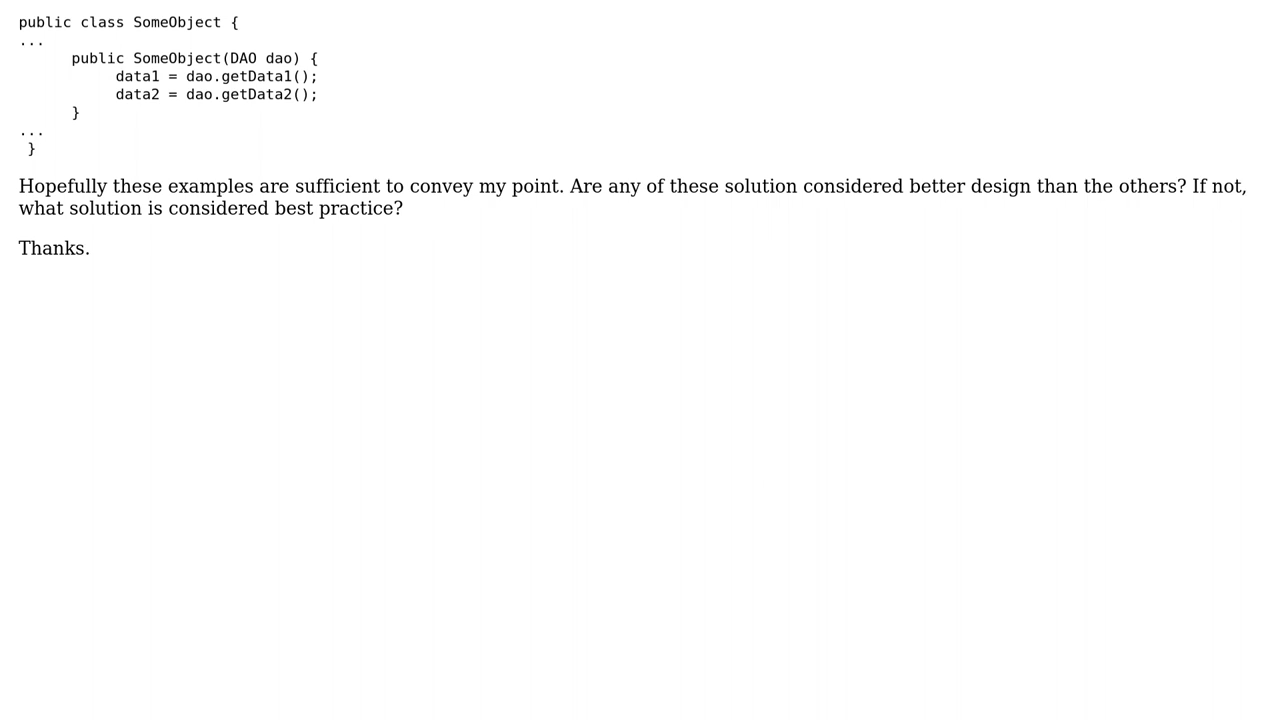 public class SomeObject {
...
      public SomeObject(DAO dao) {
           data1 = dao.getData1();
           data2 = dao.getData2();
      }
...
 }
Hopefully these examples are sufficient to convey my point. Are any of these solution considered better design than the others? If not,
what solution is considered best practice?
Thanks.